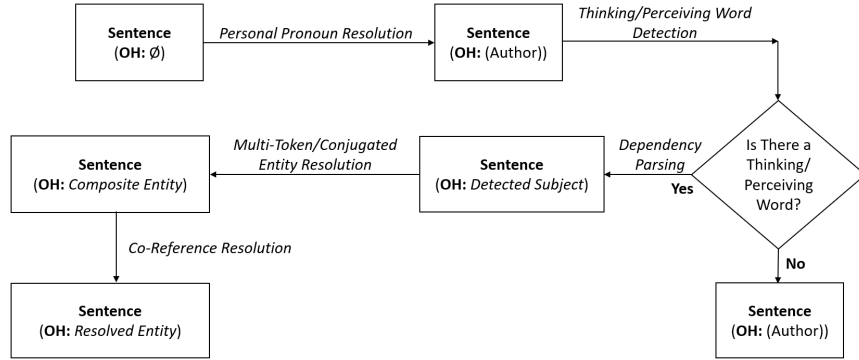 Sentence
(OH: Ø)
Personal Pronoun Resolution
Sentence
(OH: (Author))
Thinking/Perceiving Word
Detection
Is There a
Thinking/
Perceiving
Word?
Dependency
Parsing
Yes
Sentence
(OH: Detected Subject)
Multi-Token/Conjugated
Entity Resolution
Sentence
(OH: Composite Entity)
Co-Reference Resolution
Sentence
(OH: Resolved Entity)
No
Sentence
(OH: (Author))